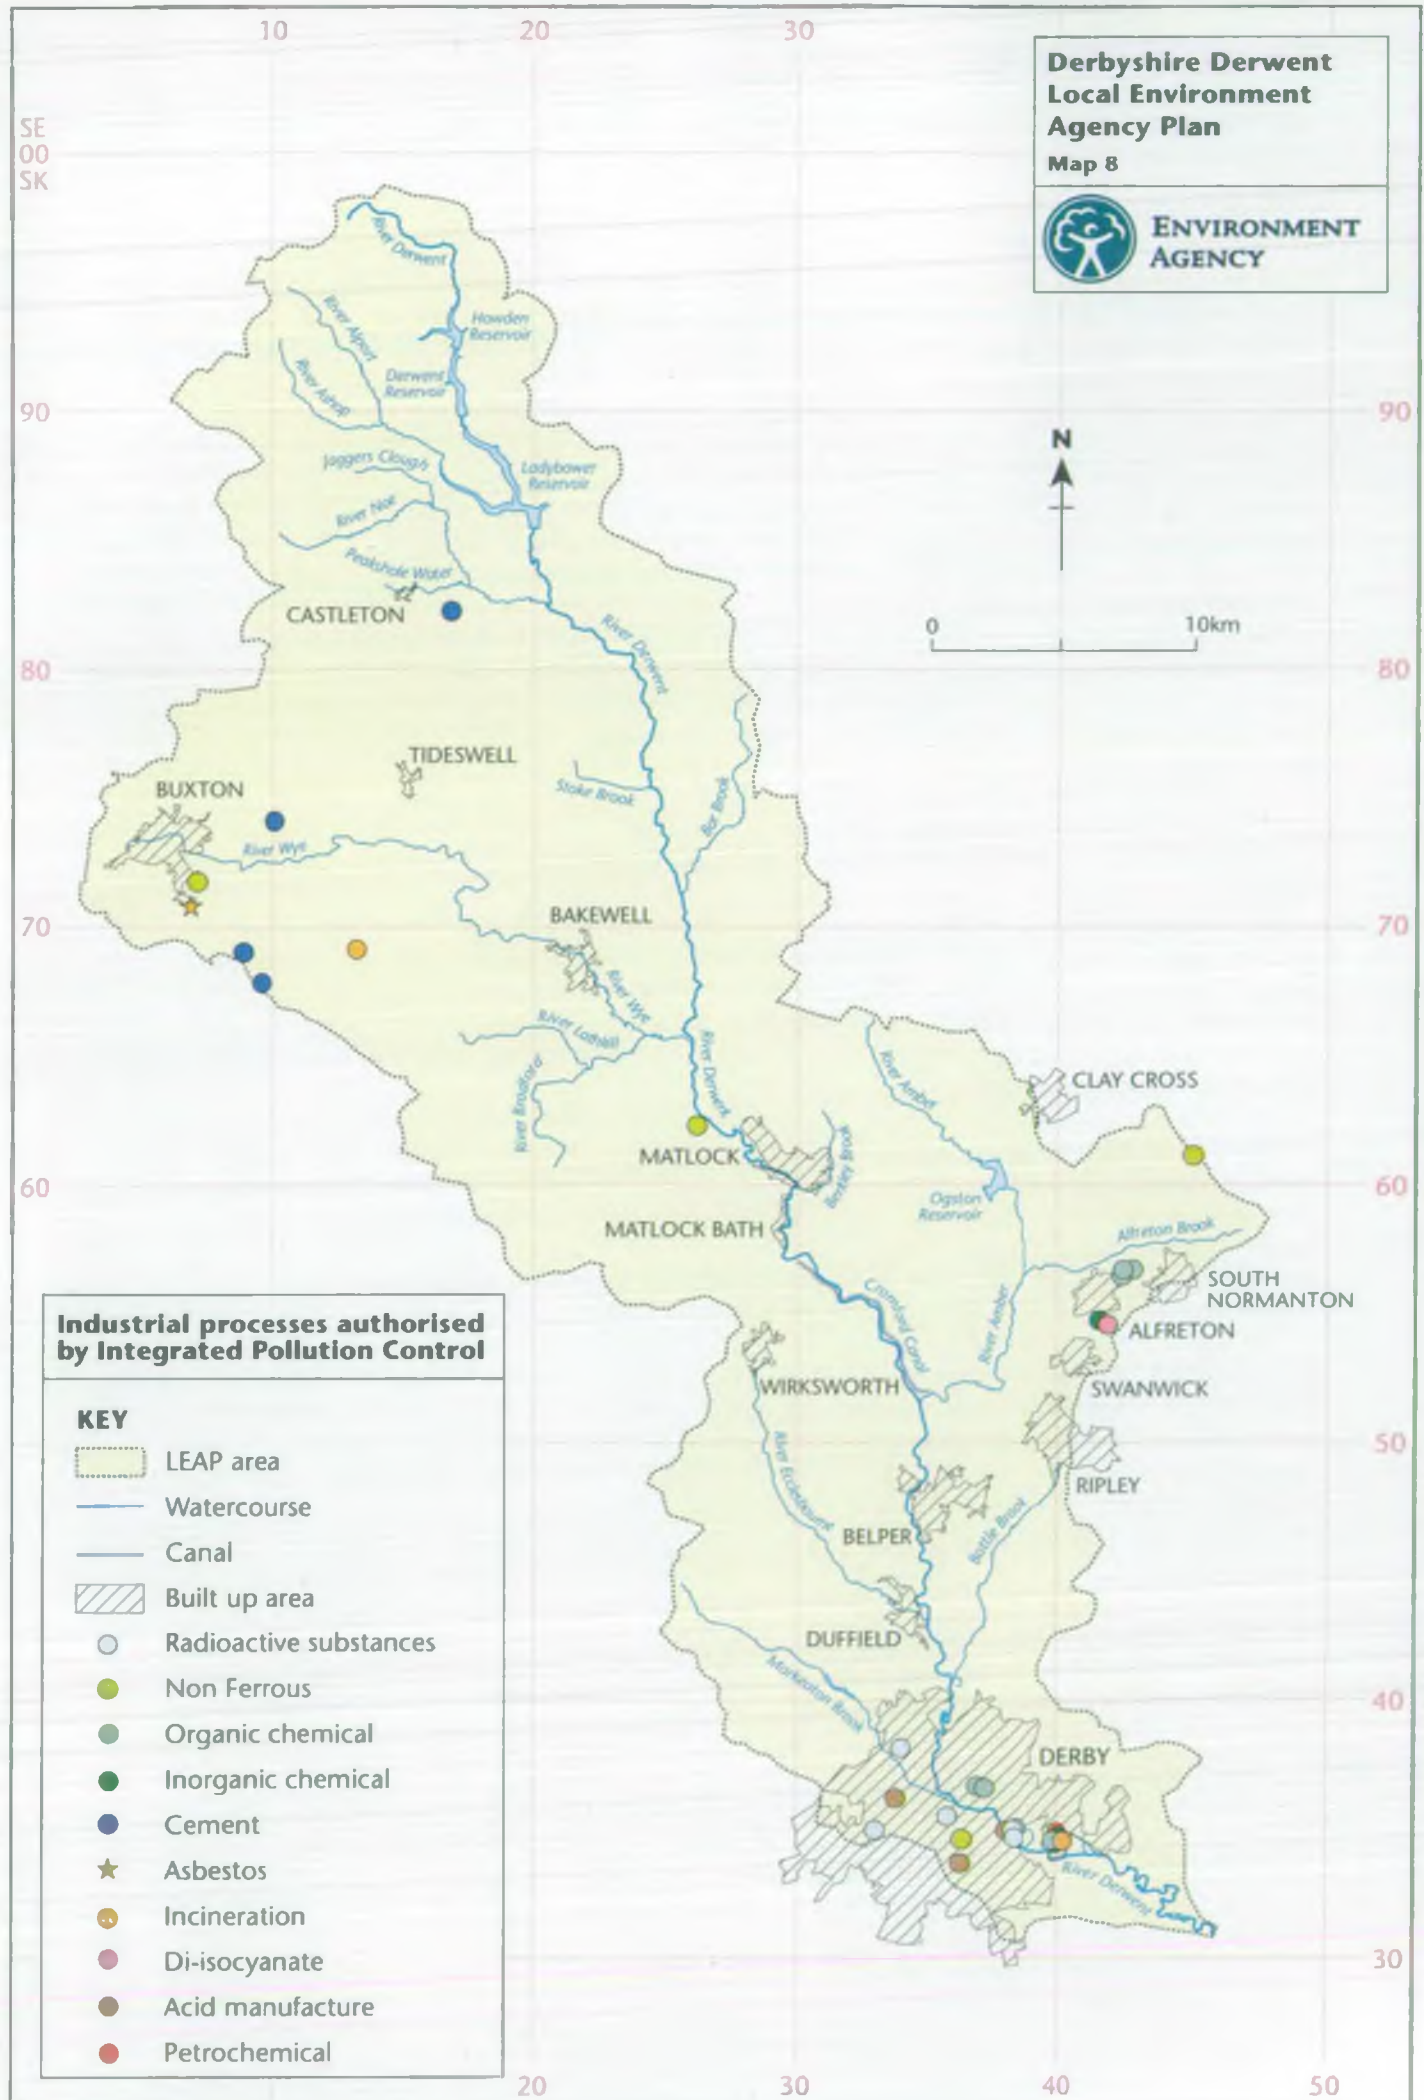 10 20 30
Derbyshire Derwent
Local Environment
Agency Plan
Map 8
ENVIRONMENT
AGENCY
SE
00
SK
River Derwent
River Alport
Howden
Reservoir
Derwent
Reservoir
River Ashop
90 90
N
Jaggers Clough
Ladybower
Reservoir
River Noe
Peakshole Water
CASTLETON
River Derwent
0 10km
80 80
TIDESWELL
BUXTON
Stoke Brook
Bar Brook
River Wye
BAKEWELL
70 70
River Wye
River Lathkill
River Bradford
River Derwent
River Amber
CLAY CROSS
MATLOCK
Bentley Brook
60 60
Ogston
Reservoir
MATLOCK BATH
Alfreton Brook
SOUTH
NORMANTON
Cromford Canal
River Amber
ALFRETON
WIRKSWORTH
SWANWICK
50
River Ecclesbourne
RIPLEY
BELPER
Bottle Brook
DUFFIELD
Markeaton Brook
40
DERBY
River Derwent
30
Industrial processes authorised
by Integrated Pollution Control
KEY
LEAP area
Watercourse
Canal
Built up area
Radioactive substances
Non Ferrous
Organic chemical
Inorganic chemical
Cement
Asbestos
Incineration
Di-isocyanate
Acid manufacture
Petrochemical
20 30 40 50